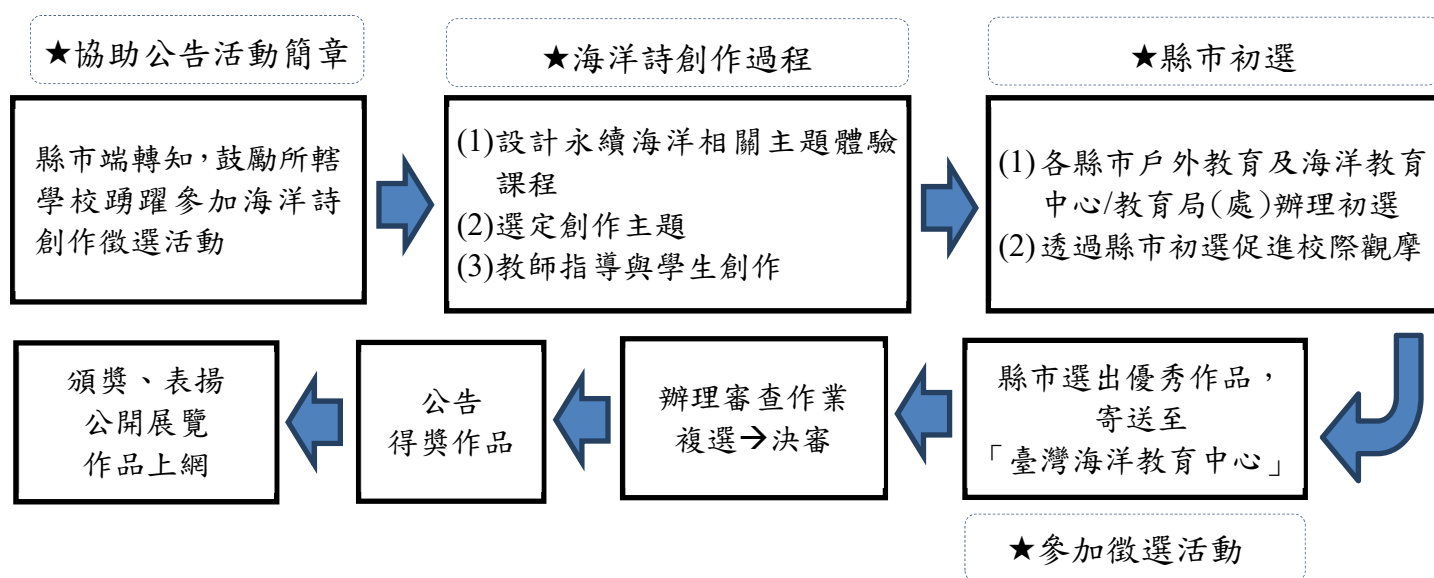 ★協助公告活動簡章
縣市端轉知，鼓勵所轄
學校踴躍參加海洋詩
創作徵選活動
★海洋詩創作過程
(1)設計永續海洋相關主題體驗
課程
(2)選定創作主題
(3)教師指導與學生創作
★縣市初選
(1)各縣市戶外教育及海洋教育
中心/教育局(處)辦理初選
(2)透過縣市初選促進校際觀摩
縣市選出優秀作品，
寄送至
「臺灣海洋教育中心」
★參加徵選活動
辦理審查作業
複選→決審
公告
得獎作品
頒獎、表揚
公開展覽
作品上網